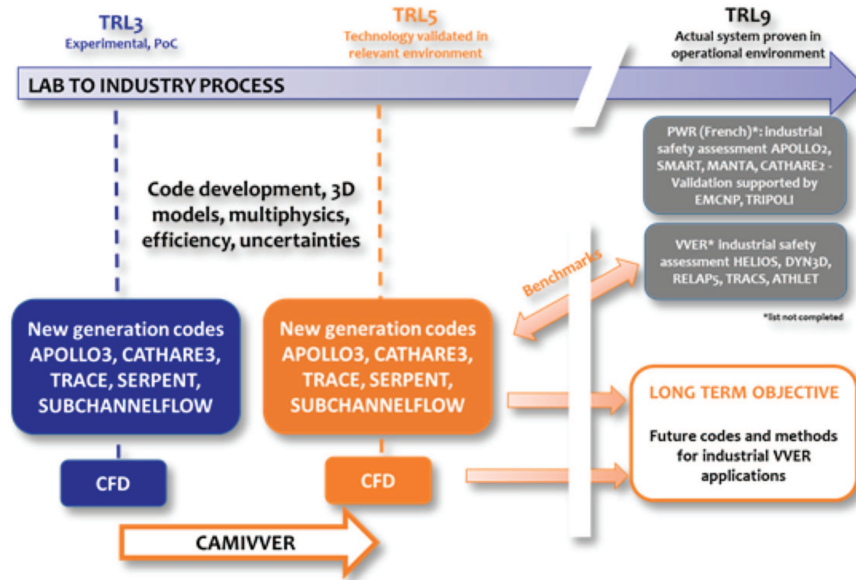 TRL3
Experimental, PoC
TRL5
Technology validated in
relevant environment
TRL9
Actual system proven in
operational environment
LAB TO INDUSTRY PROCESS
PWR (French)*: industrial
safety assessment APOLLO2,
SMART, MANTA, CATHARE2 -
Validation supported by
EMCNP, TRIPOLI
Code development, 3D
models, multiphysics,
efficiency, uncertainties
VVER* industrial safety
assessment HELIOS, DYN3D,
RELAP5, TRACS, ATHLET
Benchmarks
*list not completed
New generation codes
APOLLO3, CATHARE3,
TRACE, SERPENT,
SUBCHANNELFLOW
New generation codes
APOLLO3, CATHARE3,
TRACE, SERPENT,
SUBCHANNELFLOW
LONG TERM OBJECTIVE
Future codes and methods
for industrial VVER
applications
CFD
CFD
CAMIVVER